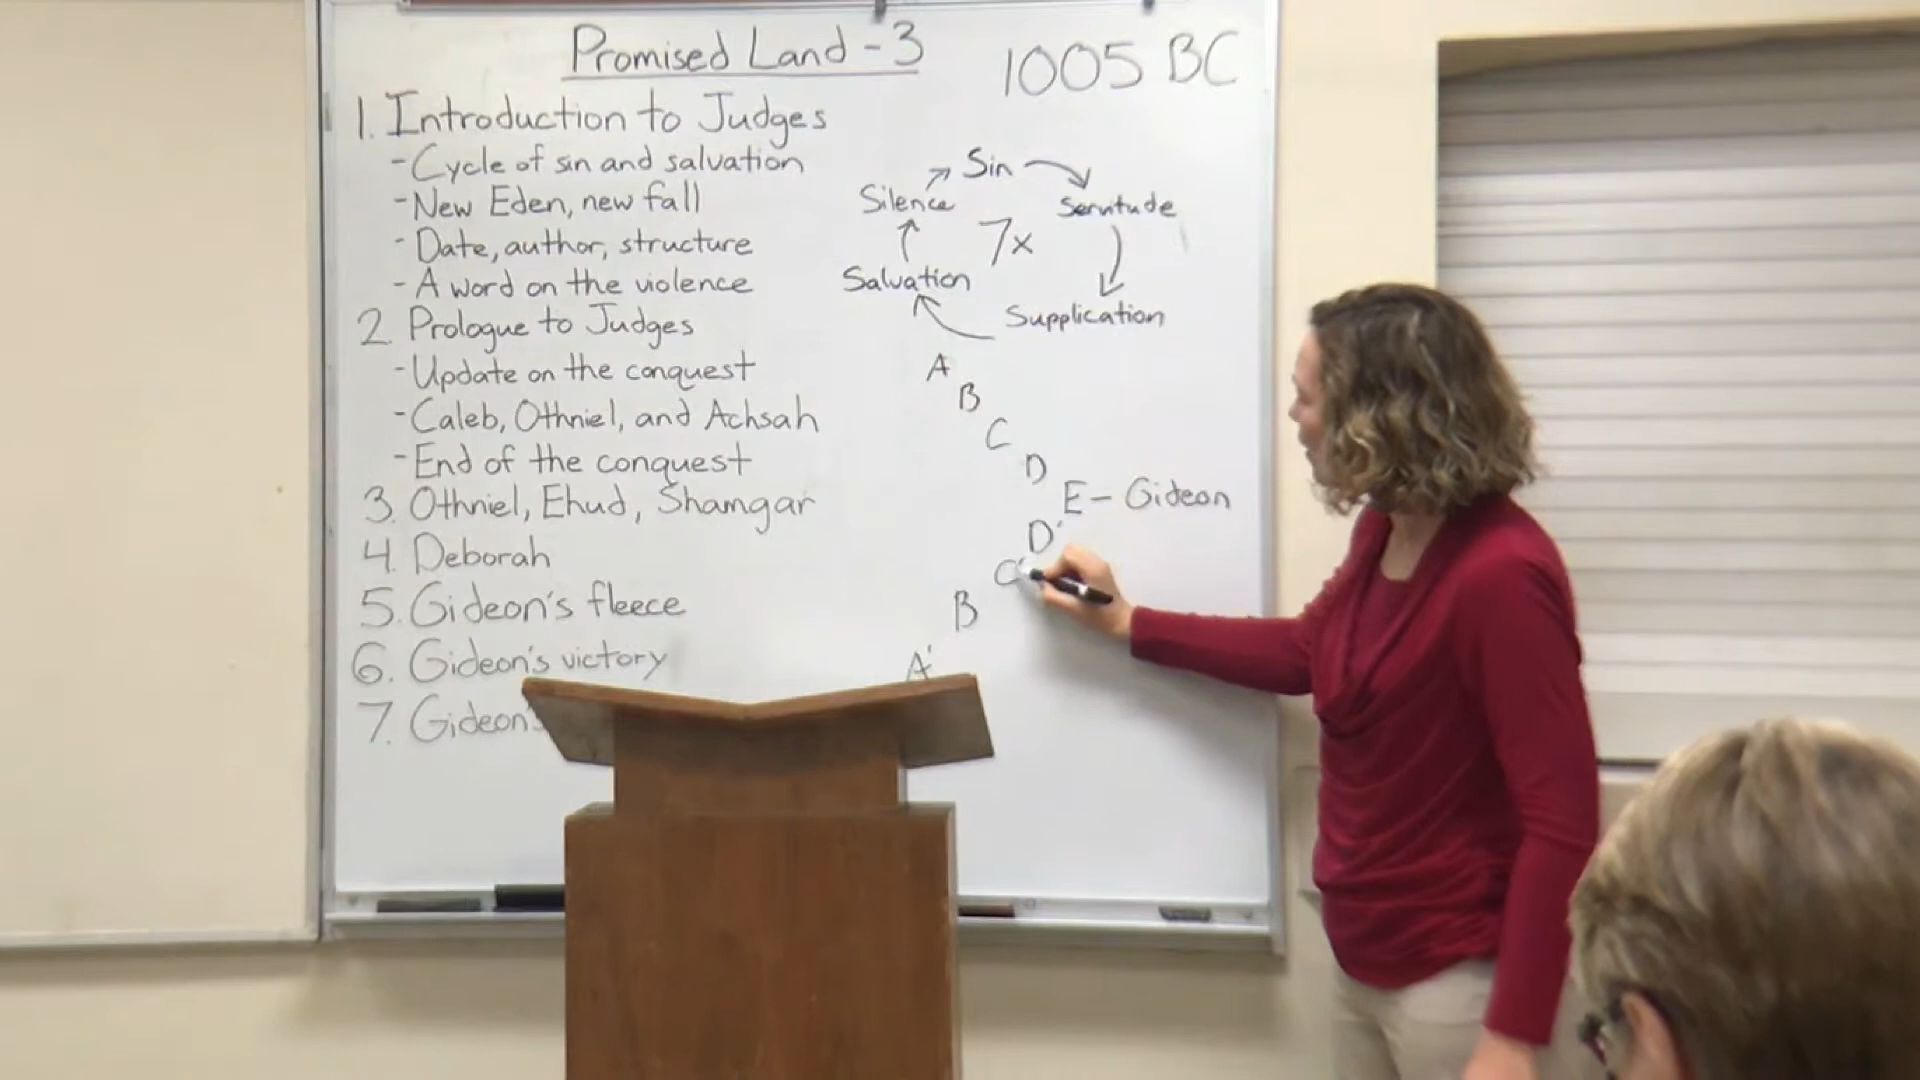 Promised Land - 3
1005 BC
1. Introduction to Judges
- Cycle of sin and salvation
- New Eden, new fall
- Date, author, structure
- A word on the violence
2. Prologue to Judges
- Update on the conquest
- Caleb, Othniel, and Achsah
- End of the conquest
3. Othniel, Ehud, Shamgar
4. Deborah
5. Gideon's fleece
6. Gideon's victory
7. Gideon's
Sin
Servitude
Supplication
Salvation
Silence
7x
A
B
C
D
E - Gideon
D'
C'
B
A'